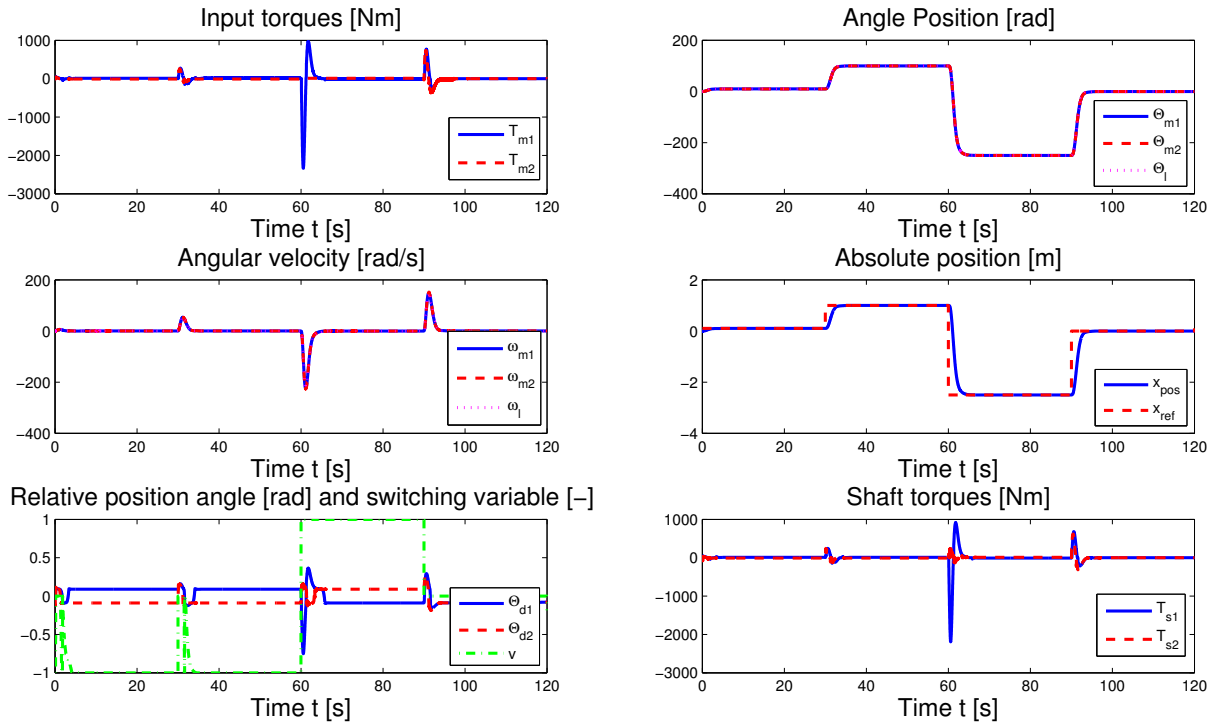 Input torques [Nm]
1000
0
−1000
−2000
−3000
0 20 40 60 80 100 120
Time t [s]
T_m1
T_m2
Angle Position [rad]
200
0
−200
−400
0 20 40 60 80 100 120
Time t [s]
Θ_m1
Θ_m2
Θ_l
Angular velocity [rad/s]
200
0
−200
−400
0 20 40 60 80 100 120
Time t [s]
ω_m1
ω_m2
ω_l
Absolute position [m]
2
0
−2
−4
0 20 40 60 80 100 120
Time t [s]
x_pos
x_ref
Relative position angle [rad] and switching variable [−]
1
0.5
0
−0.5
−1
0 20 40 60 80 100 120
Time t [s]
Θ_d1
Θ_d2
v
Shaft torques [Nm]
1000
0
−1000
−2000
−3000
0 20 40 60 80 100 120
Time t [s]
T_s1
T_s2